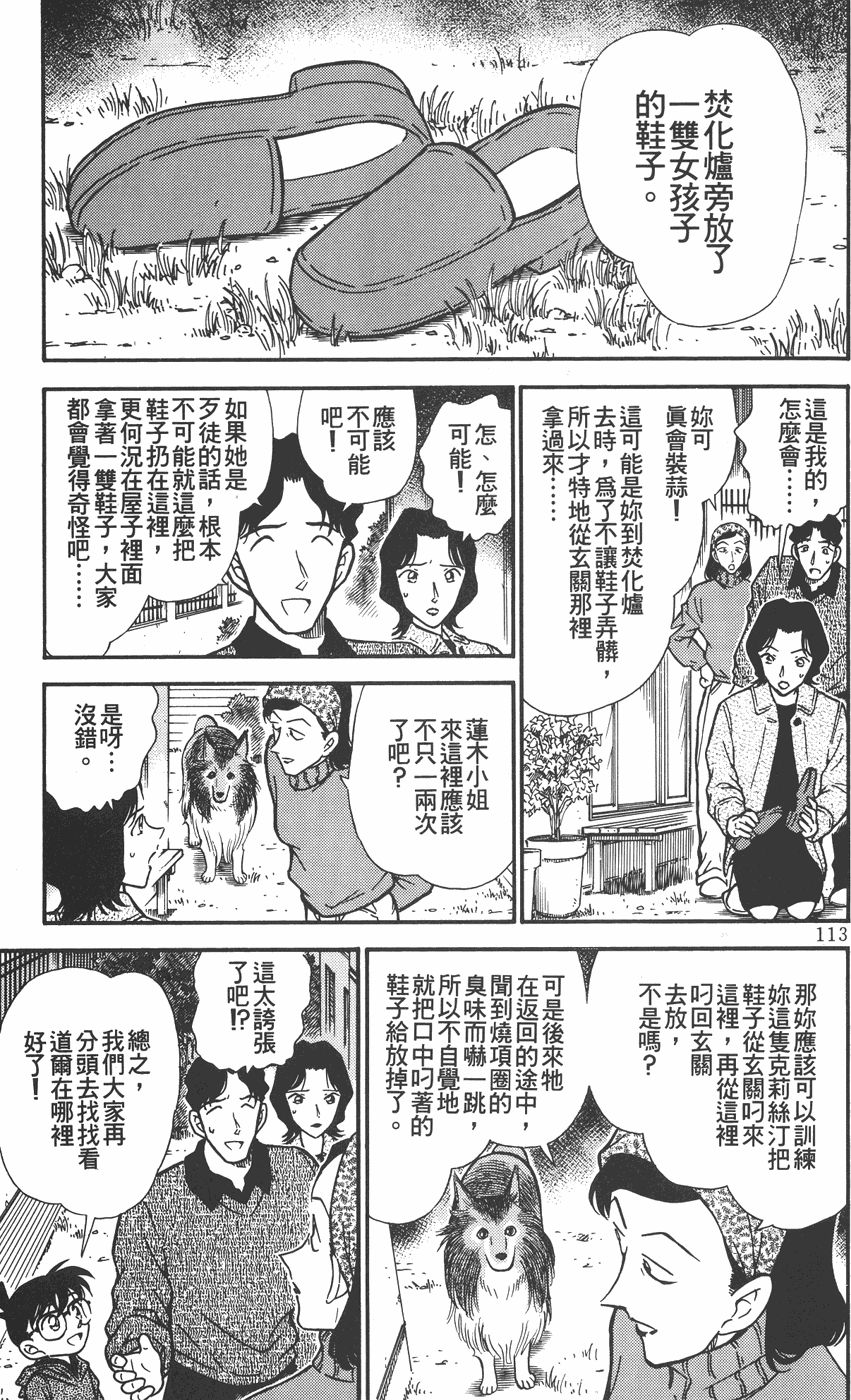 焚化爐旁放了
一雙女孩子
的鞋子。
這是我的，
怎麼會……
妳可
眞會裝蒜！
這可能是妳到焚化爐
去時，爲了不讓鞋子弄髒，
所以才特地從玄關那裡
拿過來……
怎、怎麼
可能！
應該
不可能
吧！
如果她是
歹徒的話，根本
不可能就這麼把
鞋子扔在這裡，
更何況在屋子裡面
拿著一雙鞋子，大家
都會覺得奇怪吧……
蓮木小姐
來這裡應該
不只一兩次
了吧？
是呀…
沒錯。
113
那妳應該可以訓練
妳這隻克莉絲汀把
鞋子從玄關叼來
這裡，再從這裡
叼回玄關
去放，
不是嗎？
可是後來牠
在返回的途中，
聞到燒項圈的
臭味而嚇一跳，
所以不自覺地
就把口中叼著的
鞋子給放掉了。
這太誇張
了吧!?
總之，
我們大家再
分頭去找找看
道爾在哪裡
好了！